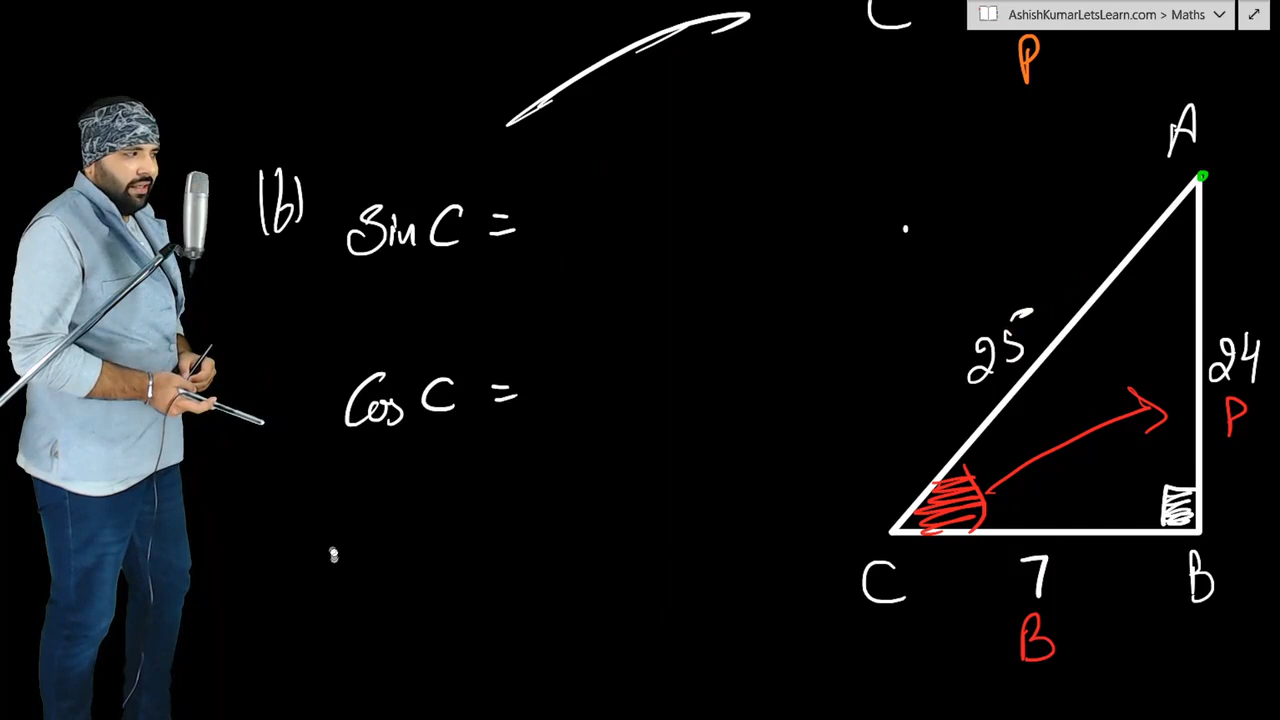 C
AshishKumarLetsLearn.com > Maths
P
A
(b) Sin C =
25
24
P
Cos C =
C
7
B
B